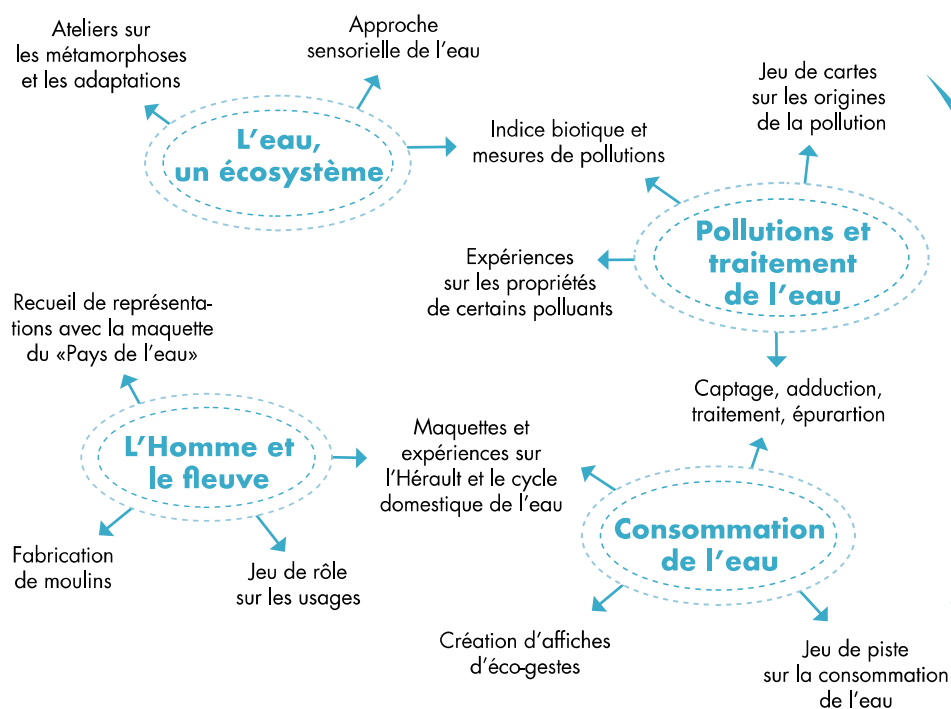 Ateliers sur
les métamorphoses
et les adaptations
Approche
sensorielle de l'eau
L'eau,
un écosystème
Indice biotique et
mesures de pollutions
Jeu de cartes
sur les origines
de la pollution
Pollutions et
traitement
de l'eau
Expériences
sur les propriétés
de certains polluants
Captage, adduction,
traitement, épurartion
Recueil de représenta-
tions avec la maquette
du «Pays de l'eau»
L'Homme et
le fleuve
Maquettes et
expériences sur
l'Hérault et le cycle
domestique de l'eau
Fabrication
de moulins
Jeu de rôle
sur les usages
Consommation
de l'eau
Création d'affiches
d'éco-gestes
Jeu de piste
sur la consommation
de l'eau